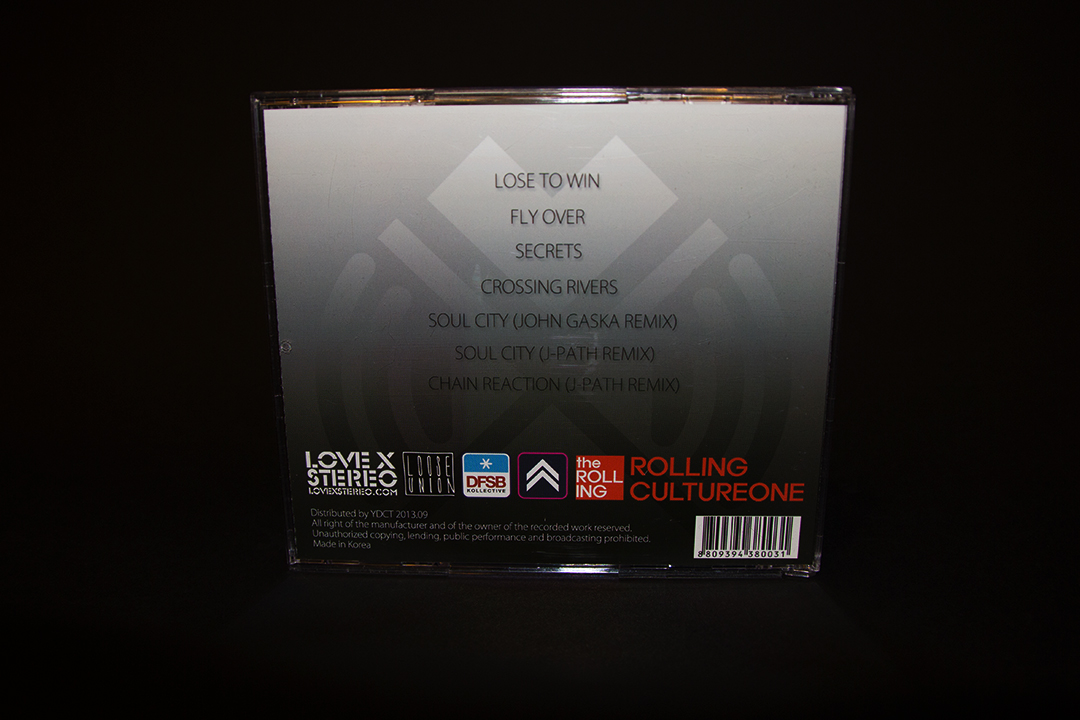 LOSE TO WIN
FLY OVER
SECRETS
CROSSING RIVERS
SOUL CITY (JOHN GASKA REMIX)
SOUL CITY (J-PATH REMIX)
CHAIN REACTION (J-PATH REMIX)
LOVE X
STEREO
LOVEXSTEREO.COM
LOOSE
UNION
DFSB
KOLLECTIVE
the
ROLL
ING
ROLLING
CULTUREONE
Distributed by YDCT 2013.09
All right of the manufacturer and of the owner of the recorded work reserved.
Unauthorized copying, lending, public performance and broadcasting prohibited.
Made in Korea
8809394380031